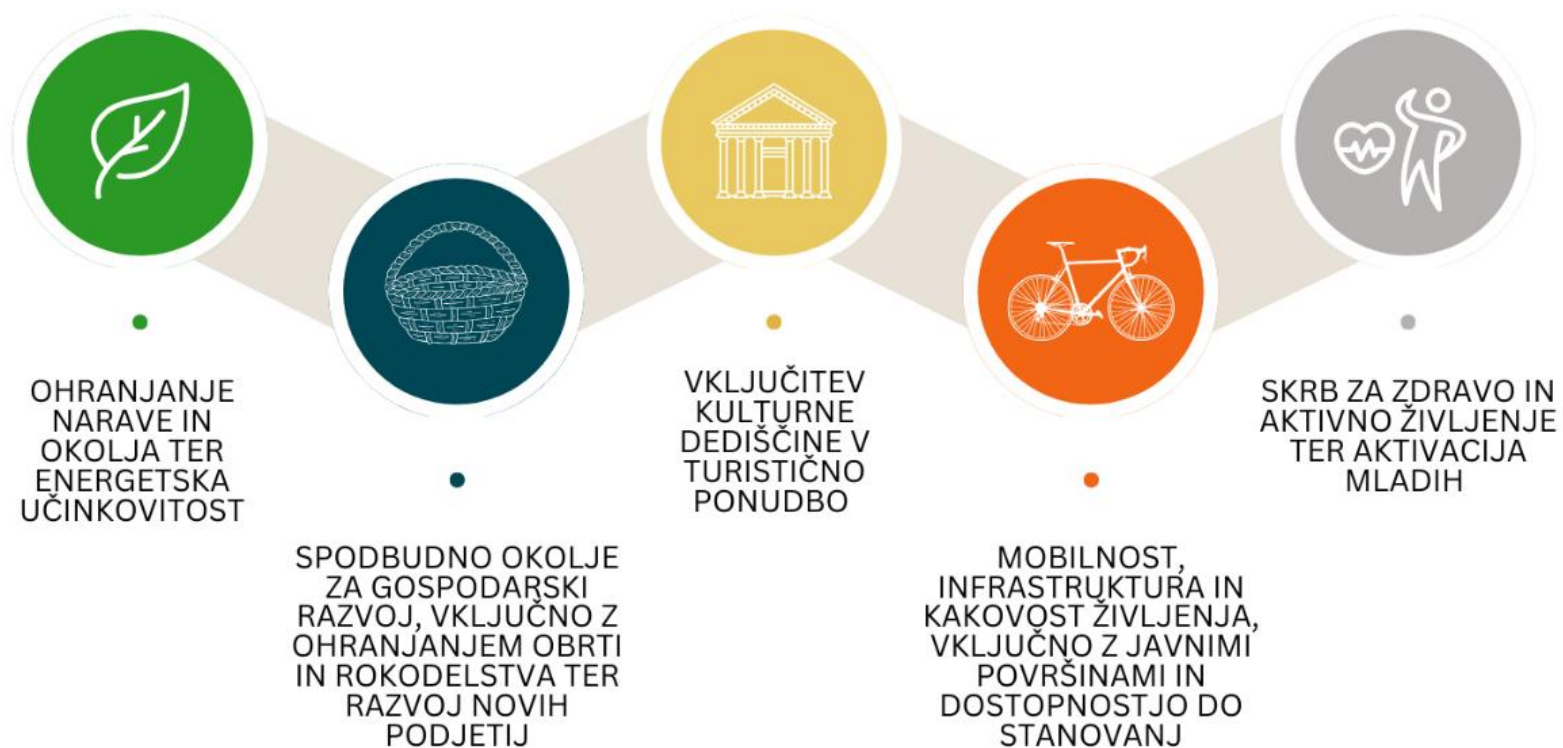 OHRANJANJE
NARAVE IN
OKOLJA TER
ENERGETSKA
UČINKOVITOST
SPODBUDNO OKOLJE
ZA GOSPODARSKI
RAZVOJ, VKLJUČNO Z
OHRANJANJEM OBRTI
IN ROKODELSTVA TER
RAZVOJ NOVIH
PODJETIJ
VKLJUČITEV
KULTURNE
DEDIŠČINE V
TURISTIČNO
PONUDBO
MOBILNOST,
INFRASTRUKTURA IN
KAKOVOST ŽIVLJENJA,
VKLJUČNO Z JAVNIMI
POVRŠINAMI IN
DOSTOPNOSTJO DO
STANOVANJ
SKRB ZA ZDRAVO IN
AKTIVNO ŽIVLJENJE
TER AKTIVACIJA
MLADIH